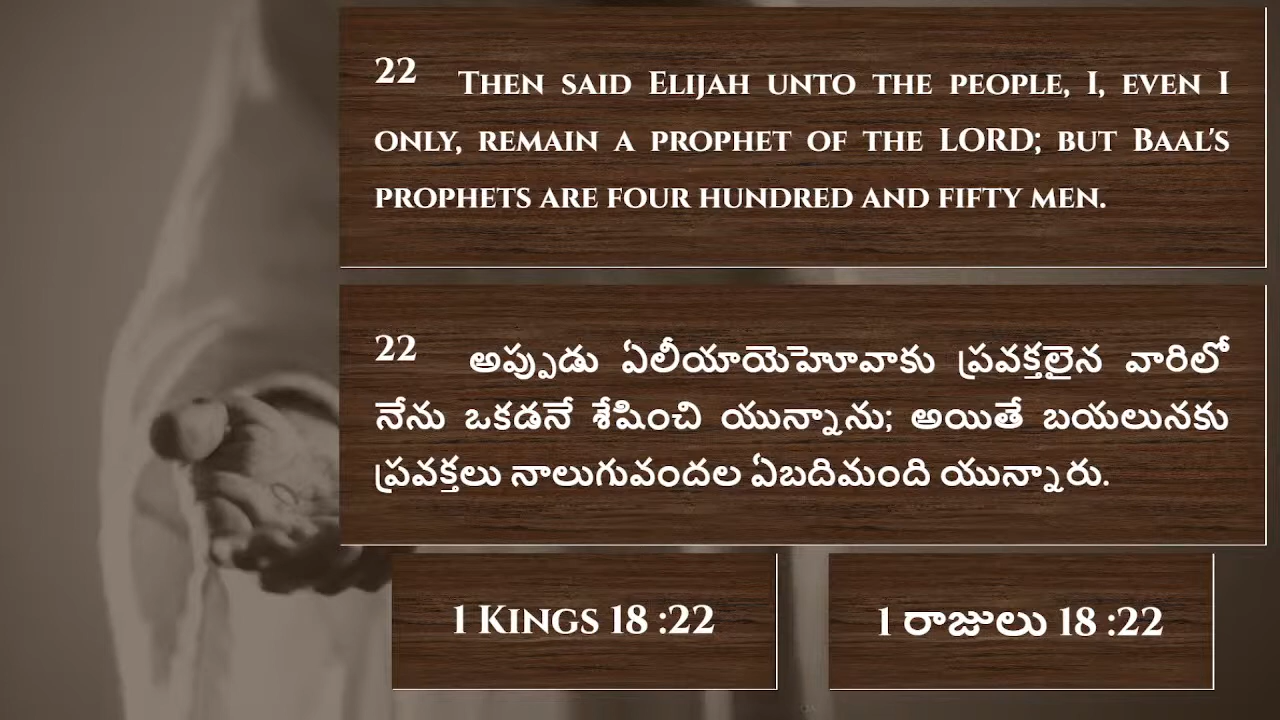 22 Then said Elijah unto the people, I, even I
only, remain a prophet of the LORD; but Baal's
prophets are four hundred and fifty men.
22 అప్పుడు ఏలీయాయెహెూవాకు ప్రవక్తలైన వారిలో
నేను ఒకడనే శేషించి యున్నాను; అయితే బయలునకు
ప్రవక్తలు నాలుగువందల ఏబదిమంది యున్నారు.
1 Kings 18 :22
1 రాజులు 18 :22